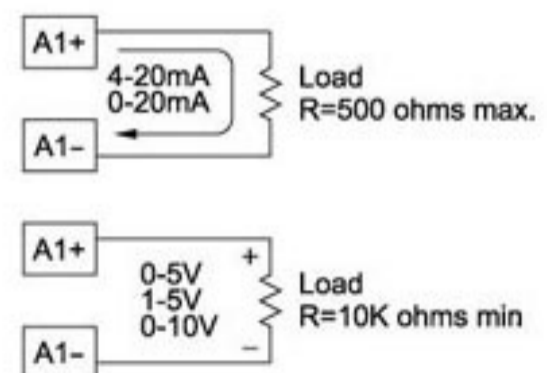 A1+
4-20mA
0-20mA
A1–
Load
R=500 ohms max.
A1+
0-5V
1-5V
0-10V
+
–
A1–
Load
R=10K ohms min